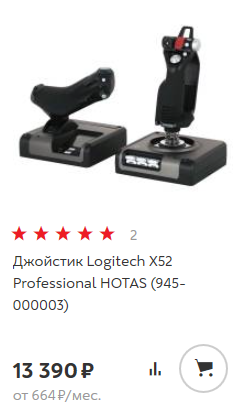 2
Джойстик Logitech X52
Professional HOTAS (945-
000003)
13 390 ₽
от 664 ₽/мес.